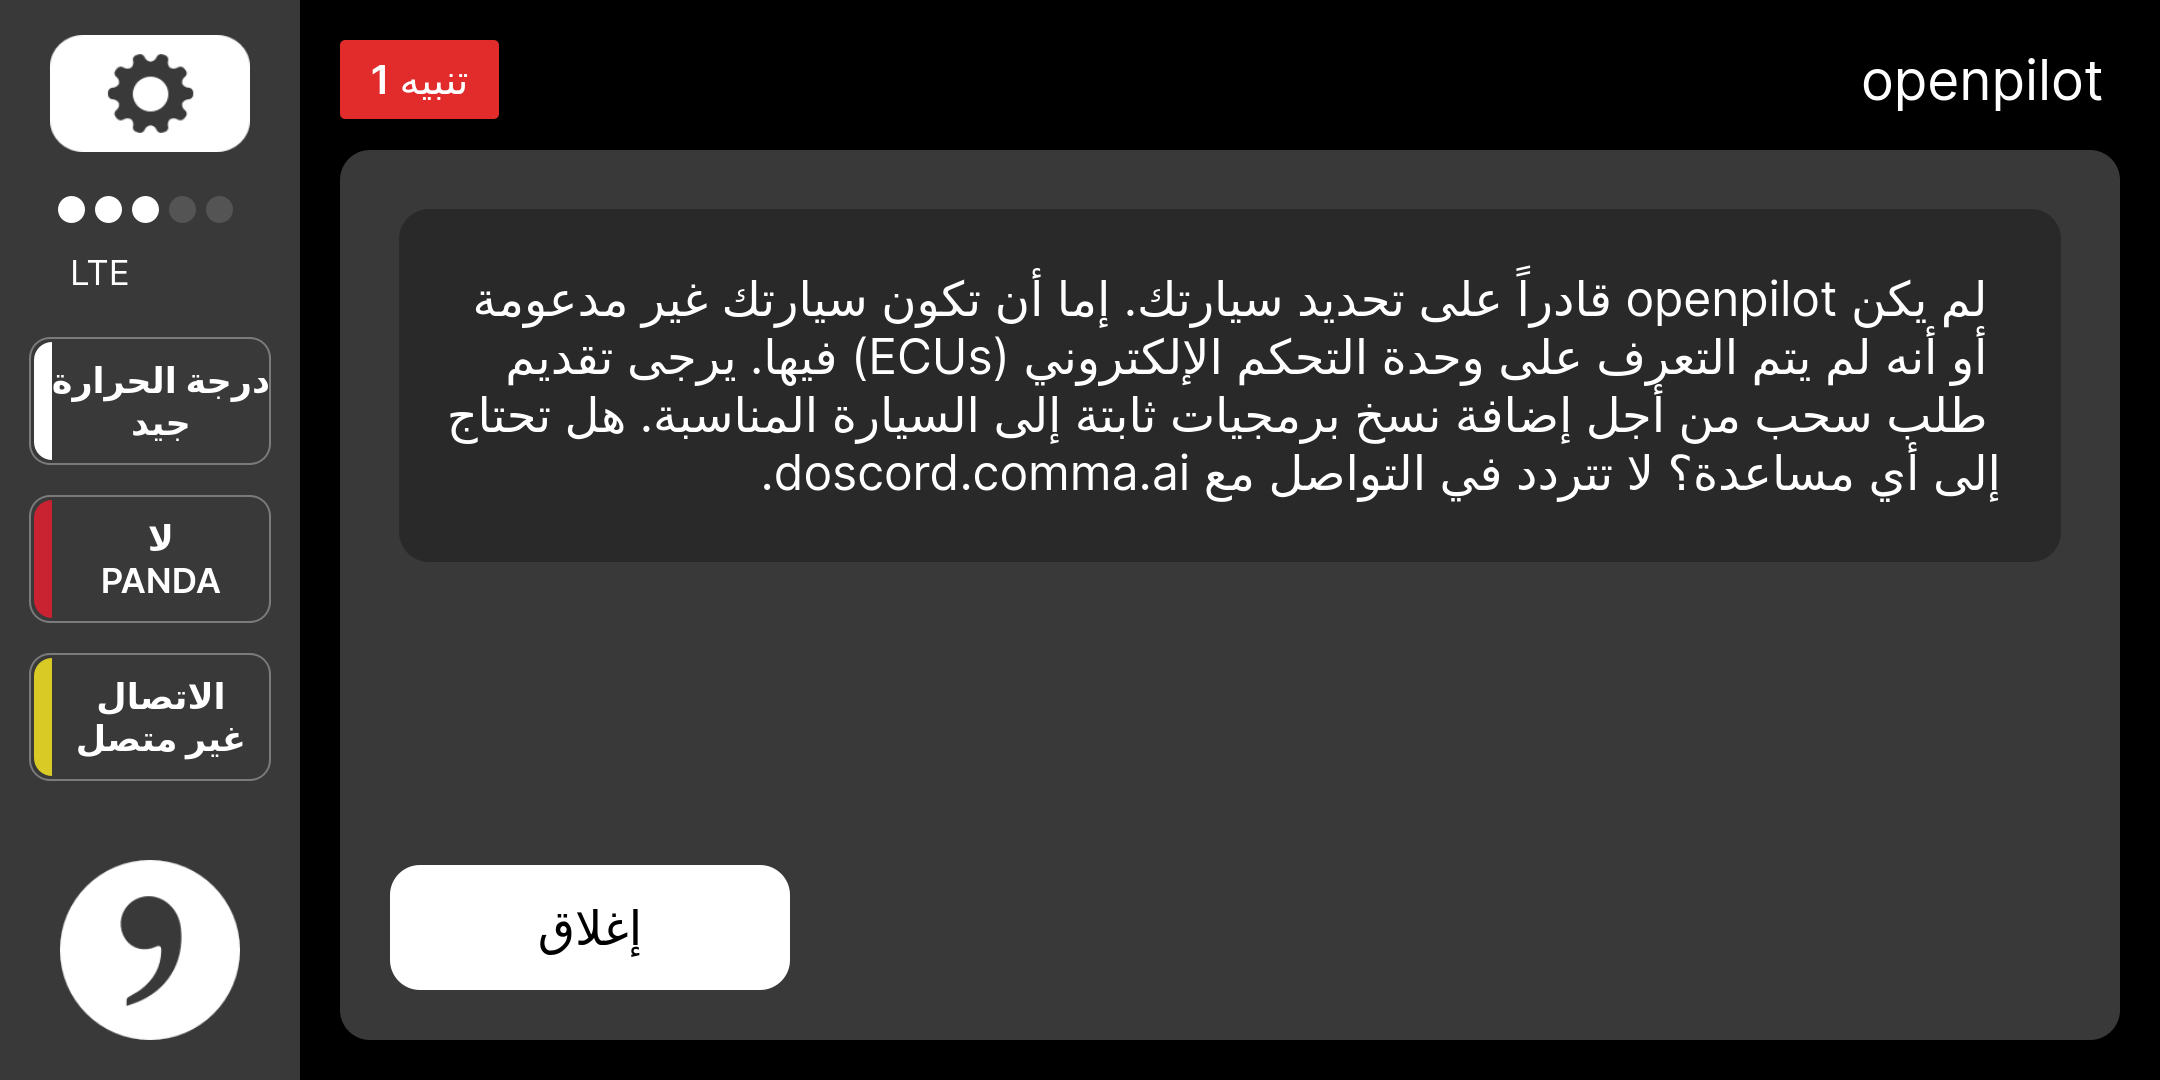 openpilot
تنبيه 1
LTE
درجة الحرارة
جيد
لا
PANDA
الاتصال
غير متصل
لم يكن openpilot قادراً على تحديد سيارتك. إما أن تكون سيارتك غير مدعومة
أو أنه لم يتم التعرف على وحدة التحكم الإلكتروني (ECUs) فيها. يرجى تقديم
طلب سحب من أجل إضافة نسخ برمجيات ثابتة إلى السيارة المناسبة. هل تحتاج
إلى أي مساعدة؟ لا تتردد في التواصل مع doscord.comma.ai.
إغلاق